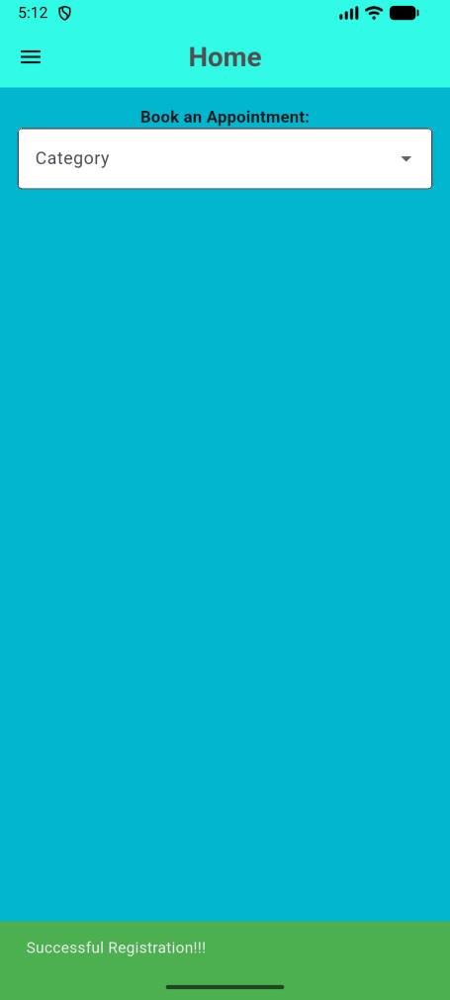 5:12
Home
Book an Appointment:
Category
Successful Registration!!!